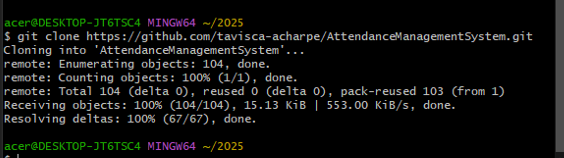 acer@DESKTOP-JT6TSC4 MINGW64 ~/2025
$ git clone https://github.com/tavisca-acharpe/AttendanceManagementSystem.git
Cloning into 'AttendanceManagementSystem'...
remote: Enumerating objects: 104, done.
remote: Counting objects: 100% (1/1), done.
remote: Total 104 (delta 0), reused 0 (delta 0), pack-reused 103 (from 1)
Receiving objects: 100% (104/104), 15.13 KiB | 553.00 KiB/s, done.
Resolving deltas: 100% (67/67), done.
acer@DESKTOP-JT6TSC4 MINGW64 ~/2025
$